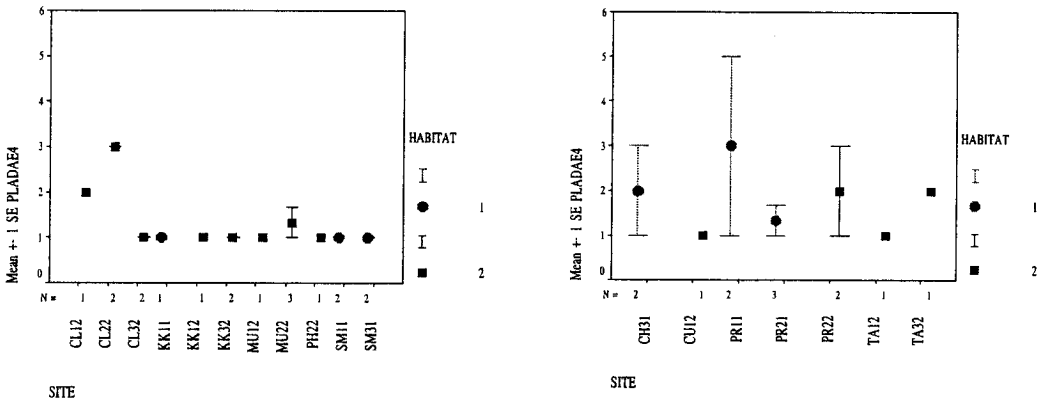 6
5
4
3
2
1
0
Mean +- 1 SE PLADAE4
N = 1 2 2 1 1 2 1 3 1 2 2
CL12 CL22 CL32 KK11 KK12 KK32 MU12 MU22 PH22 SM11 SM31
SITE
HABITAT
1
2
6
5
4
3
2
1
0
Mean +- 1 SE PLADAE4
N = 2 1 2 3 2 1 1
CH31 CU12 PR11 PR21 PR22 TA12 TA32
SITE
HABITAT
1
2